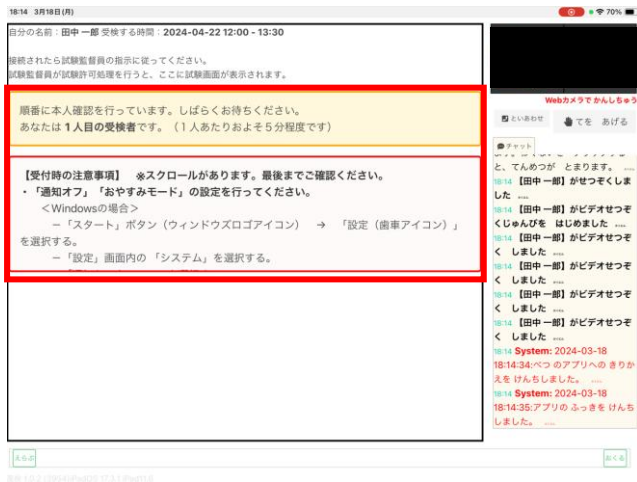 18:14 3月18日(月)
70%
自分の名前：田中 一郎 受検する時間：2024-04-22 12:00 - 13:30
接続されたら試験監督員の指示に従ってください。
試験監督員が試験許可処理を行うと、ここに試験画面が表示されます。
順番に本人確認を行っています。しばらくお待ちください。
あなたは 1 人目の受検者です。（1 人あたりおよそ 5 分程度です）
【受付時の注意事項】 ※スクロールがあります。最後までご確認ください。
・「通知オフ」「おやすみモード」の設定を行ってください。
＜Windowsの場合＞
－「スタート」ボタン（ウィンドウズロゴアイコン） → 「設定（歯車アイコン）」
を選択する。
－「設定」画面内の 「システム」を選択する。
Webカメラで かんしちゅう
といあわせ
てを あげる
チャット
と、てんめつが とまります。 ....
18:14 【田中 一郎】がせつぞくしま
した
18:14 【田中 一郎】がビデオせつぞ
くじゅんびを はじめました
18:14 【田中 一郎】がビデオせつぞ
く しました
18:14 【田中 一郎】がビデオせつぞ
く しました
18:14 【田中 一郎】がビデオせつぞ
く しました
18:14 【田中 一郎】がビデオせつぞ
く しました
18:14 System: 2024-03-18
18:14:34:べつ のアプリへの きりか
えを けんちしました。 ....
18:14 System: 2024-03-18
18:14:35:アプリの ふっきを けんち
しました。 ....
えらぶ
おくる